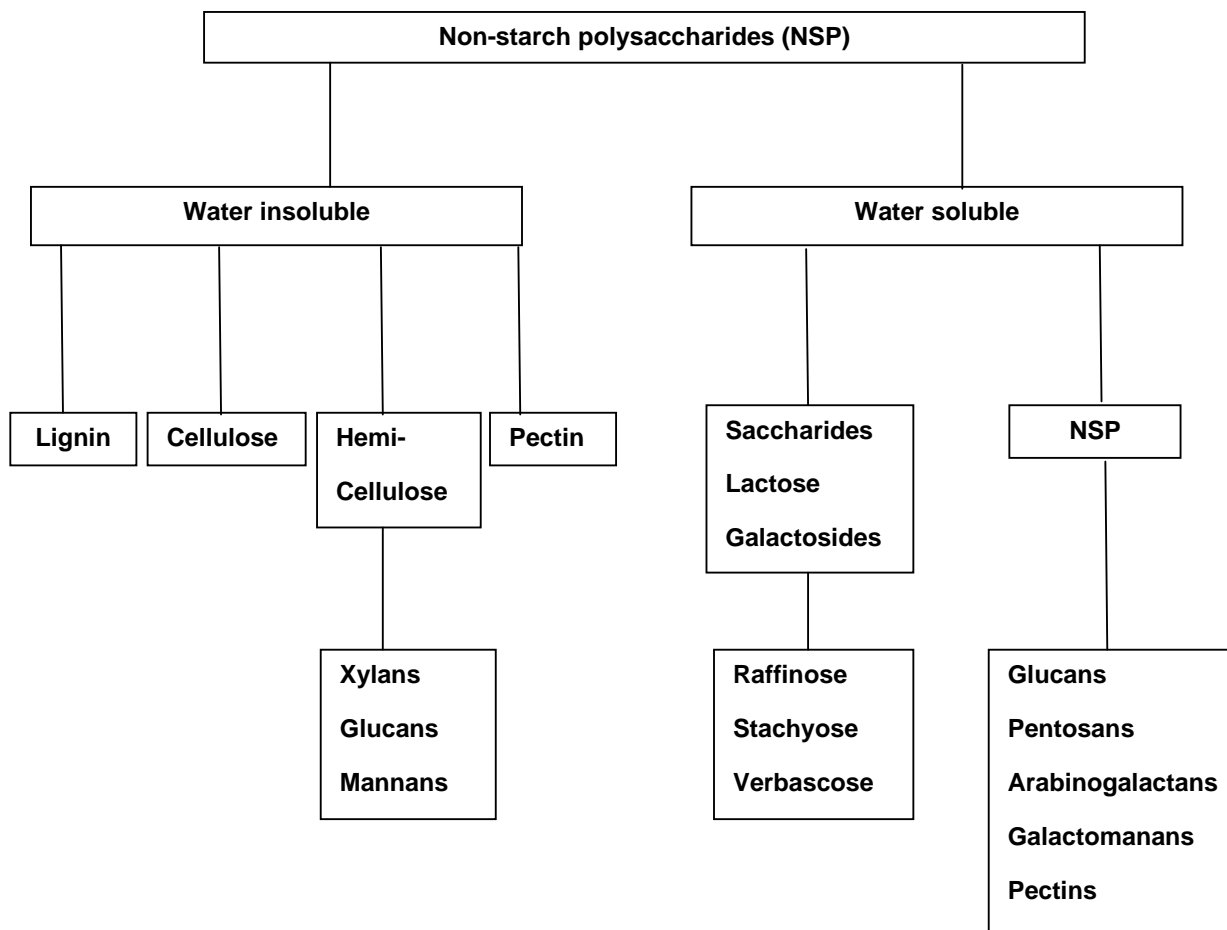 Non-starch polysaccharides (NSP)
Water insoluble
Water soluble
Lignin
Cellulose
Hemi-
Cellulose
Pectin
Saccharides
Lactose
Galactosides
NSP
Xylans
Glucans
Mannans
Raffinose
Stachyose
Verbascose
Glucans
Pentosans
Arabinogalactans
Galactomanans
Pectins